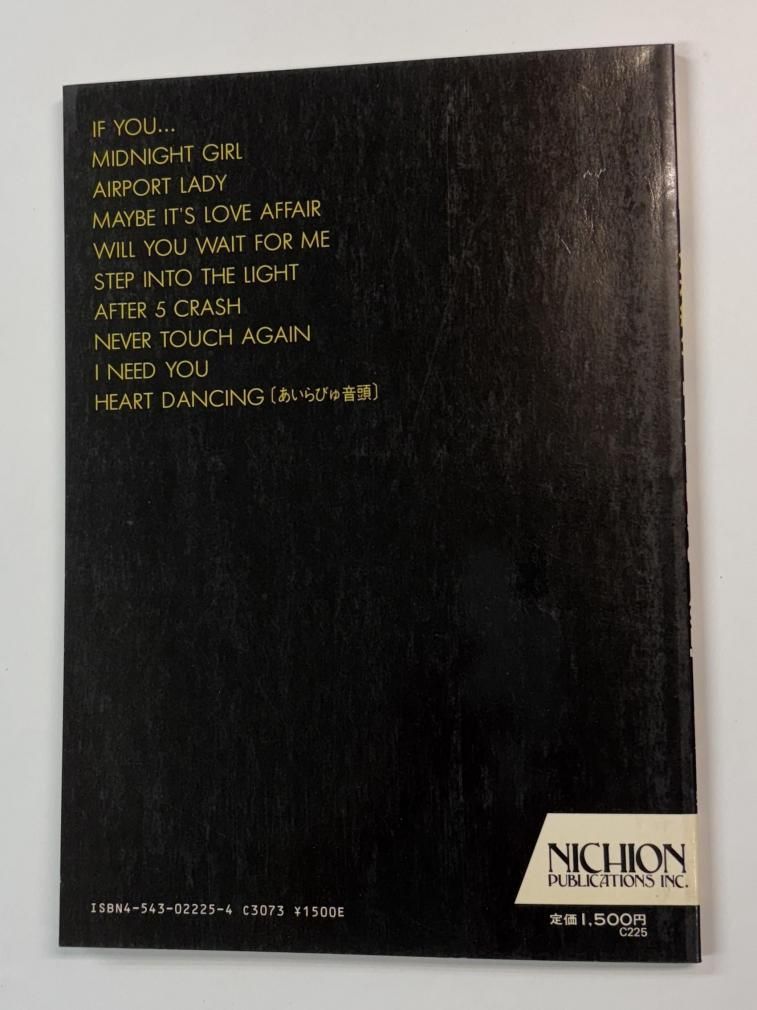 IF YOU...
MIDNIGHT GIRL
AIRPORT LADY
MAYBE IT'S LOVE AFFAIR
WILL YOU WAIT FOR ME
STEP INTO THE LIGHT
AFTER 5 CRASH
NEVER TOUCH AGAIN
I NEED YOU
HEART DANCING〔あいらびゅ音頭〕
NICHION
PUBLICATIONS INC.
ISBN4-543-02225-4 C3073 ¥1500E
定価1,500円
C225